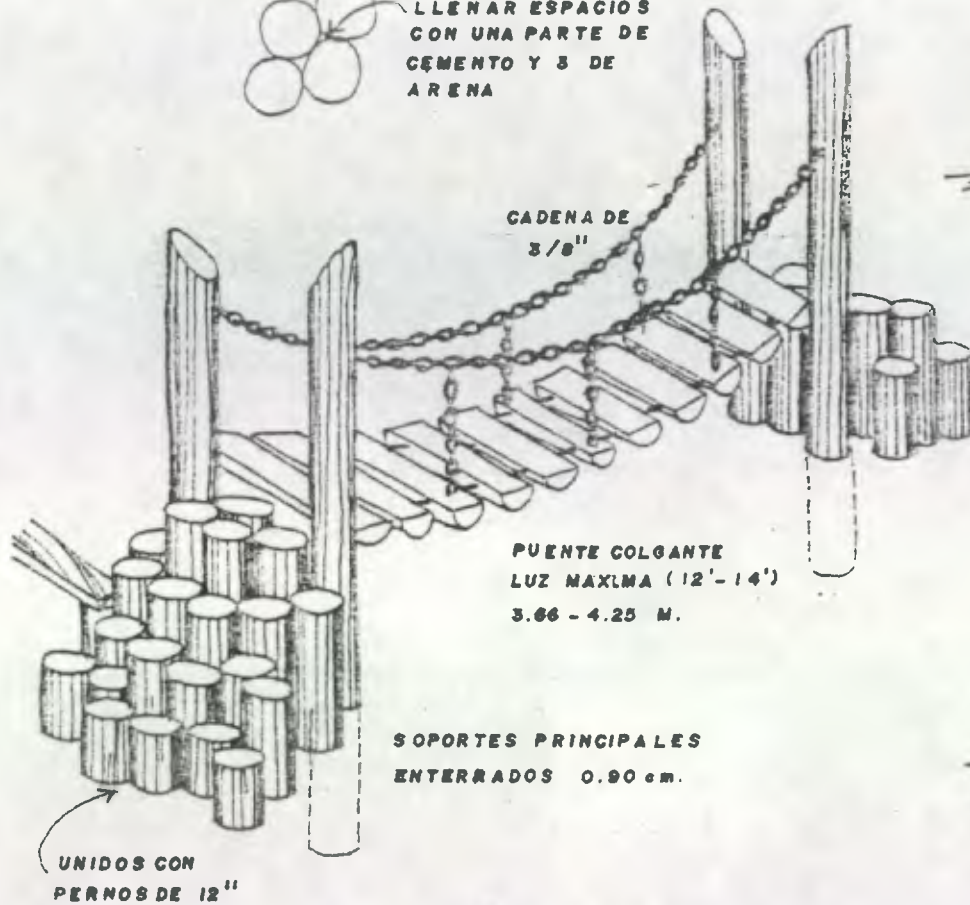 LLENAR ESPACIOS
CON UNA PARTE DE
CEMENTO Y 3 DE
ARENA
CADENA DE
3/8"
PUENTE COLGANTE
LUZ MAXIMA (12'-14')
3.66 - 4.25 M.
SOPORTES PRINCIPALES
ENTERRADOS 0.90 cm.
UNIDOS CON
PERNOS DE 12"